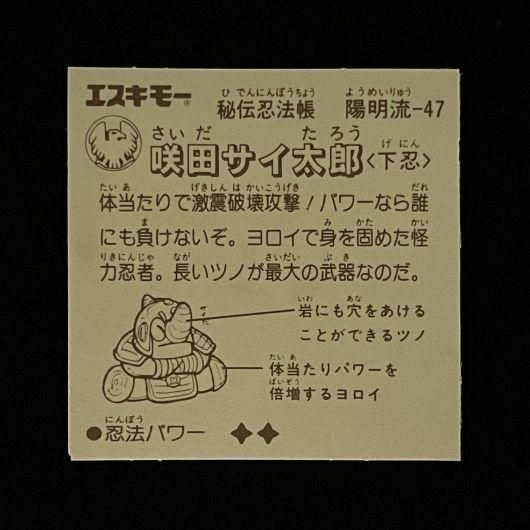 エスキモー®
ひでんにんぽうちょう ようめいりゅう
秘伝忍法帳 陽明流-47
さいだ たろう げにん
咲田サイ太郎〈下忍〉
たいあ げきしんはかいこうげき だれ
体当たりで激震破壊攻撃!パワーなら誰
ま み かた かい
にも負けないぞ。ヨロイで身を固めた怪
りきにんじゃ なが さいだい ぶき
力忍者。長いツノが最大の武器なのだ。
いわ あな
岩にも穴をあける
ことができるツノ
たいあ
体当たりパワーを
ばいぞう
倍増するヨロイ
にんぽう
●忍法パワー ✦✦